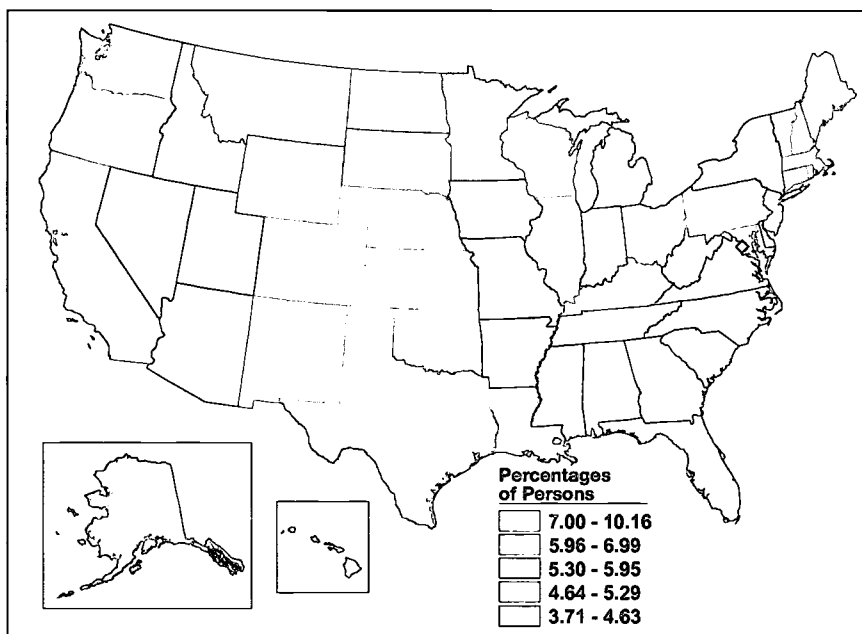 Percentages
of Persons
7.00 - 10.16
5.96 - 6.99
5.30 - 5.95
4.64 - 5.29
3.71 - 4.63